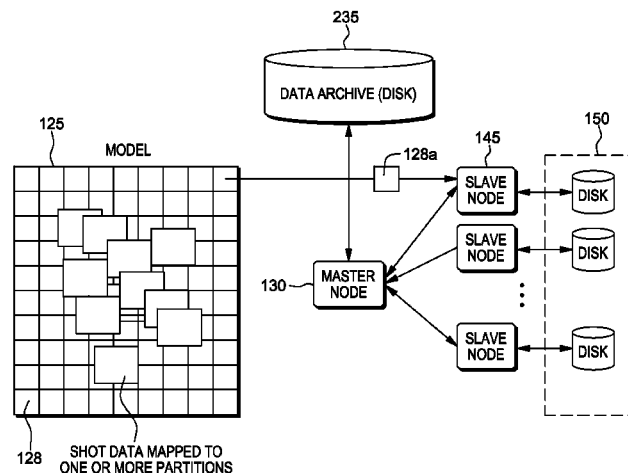 235
DATA ARCHIVE (DISK)
125
MODEL
128a
145
150
SLAVE
NODE
DISK
SLAVE
NODE
DISK
130
MASTER
NODE
SLAVE
NODE
DISK
128
SHOT DATA MAPPED TO
ONE OR MORE PARTITIONS